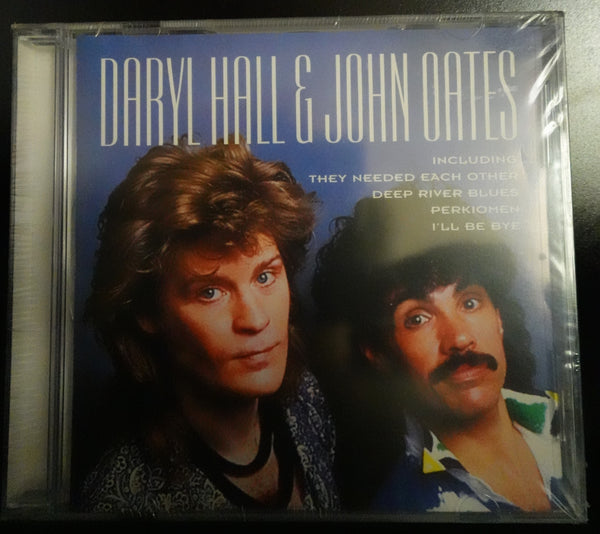 DARYL HALL & JOHN OATES
INCLUDING
THEY NEEDED EACH OTHER
DEEP RIVER BLUES
PERKIOMEN
I'LL BE BYE